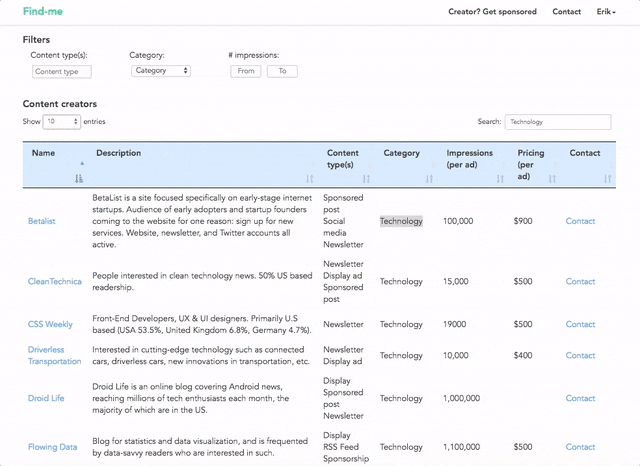 Find-me
Creator? Get sponsored Contact Erik
Filters
Content type(s): Category: # impressions:
Content type Category From To
Content creators
Show 10 entries Search: Technology
Name Description Content type(s) Category Impressions (per ad) Pricing (per ad) Contact
Betalist
BetaList is a site focused specifically on early-stage internet
startups. Audience of early adopters and startup founders
coming to the website for one reason: sign up for new
services. Website, newsletter, and Twitter accounts all
active.
Sponsored
post
Social
media
Newsletter
Technology
100,000
$900
Contact
CleanTechnica
People interested in clean technology news. 50% US based
readership.
Newsletter
Display ad
Sponsored
post
Technology
15,000
$500
Contact
CSS Weekly
Front-End Developers, UX & UI designers. Primarily U.S
based (USA 53.5%, United Kingdom 6.8%, Germany 4.7%).
Newsletter
Technology
19000
$500
Contact
Driverless
Transportation
Interested in cutting-edge technology such as connected
cars, driverless cars, new innovations in transportation, etc.
Newsletter
Display ad
Technology
10,000
$400
Contact
Droid Life
Droid Life is an online blog covering Android news,
reaching millions of tech enthusiasts each month, the
majority of which are in the US.
Display
Sponsored
post
Newsletter
Technology
1,000,000
Contact
Flowing Data
Blog for statistics and data visualization, and is frequented
by data-savvy readers who are interested in such.
Display
RSS Feed
Sponsorship
Technology
1,100,000
$500
Contact